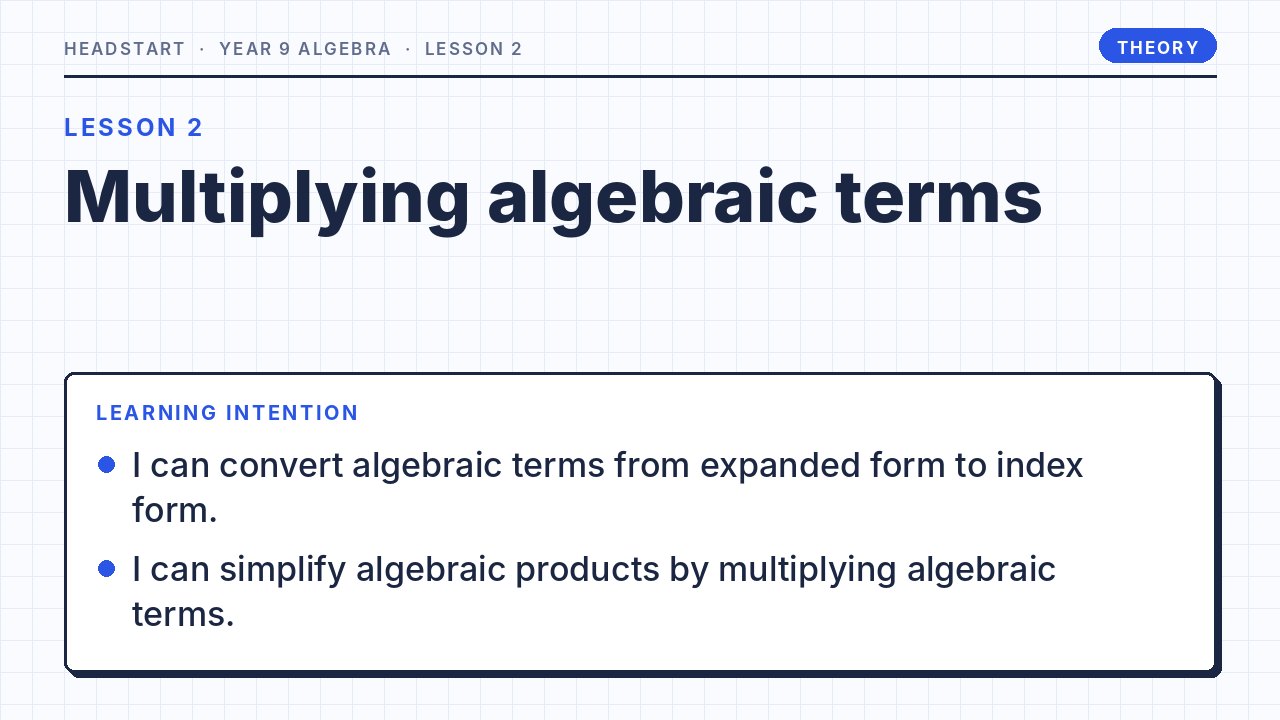 HEADSTART · YEAR 9 ALGEBRA · LESSON 2
THEORY
LESSON 2
Multiplying algebraic terms
LEARNING INTENTION
I can convert algebraic terms from expanded form to index
form.
I can simplify algebraic products by multiplying algebraic
terms.